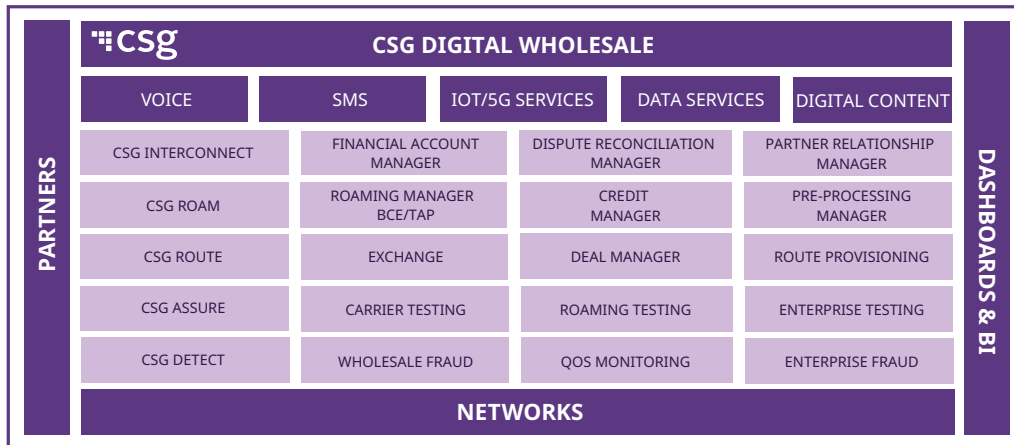 PARTNERS
csg
CSG DIGITAL WHOLESALE
VOICE
SMS
IOT/5G SERVICES
DATA SERVICES
DIGITAL CONTENT
CSG INTERCONNECT
FINANCIAL ACCOUNT
MANAGER
DISPUTE RECONCILIATION
MANAGER
PARTNER RELATIONSHIP
MANAGER
CSG ROAM
ROAMING MANAGER
BCE/TAP
CREDIT
MANAGER
PRE-PROCESSING
MANAGER
CSG ROUTE
EXCHANGE
DEAL MANAGER
ROUTE PROVISIONING
CSG ASSURE
CARRIER TESTING
ROAMING TESTING
ENTERPRISE TESTING
CSG DETECT
WHOLESALE FRAUD
QOS MONITORING
ENTERPRISE FRAUD
NETWORKS
DASHBOARDS & BI